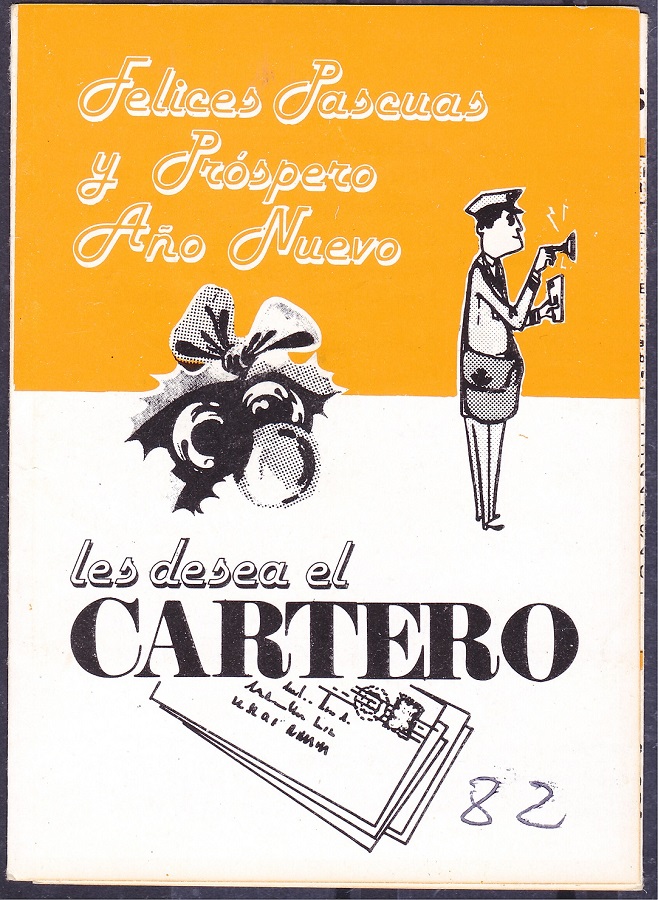 Felices Pascuas
y Próspero
Año Nuevo
les desea el
CARTERO
82